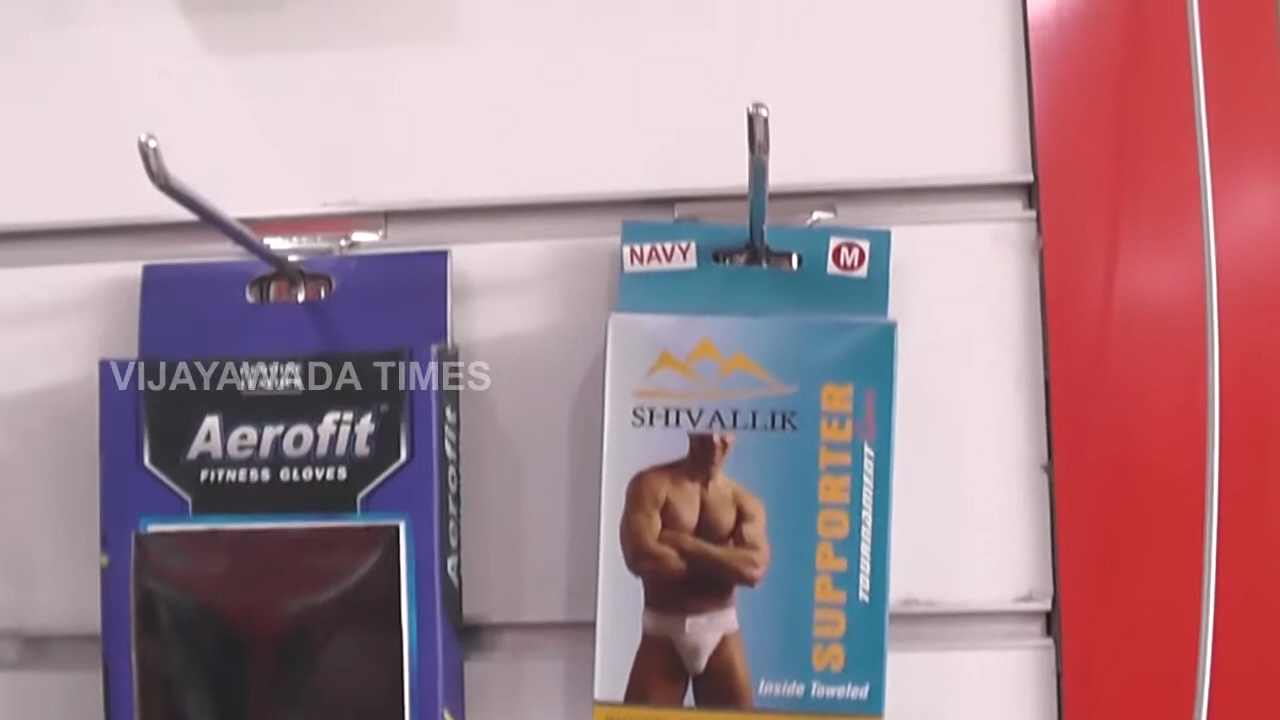 VIJAYAWADA TIMES
Aerofit
FITNESS GLOVES
Aerofit
NAVY
M
SHIVALLIK
SUPPORTER
TOURNAMENT
Inside Toweled